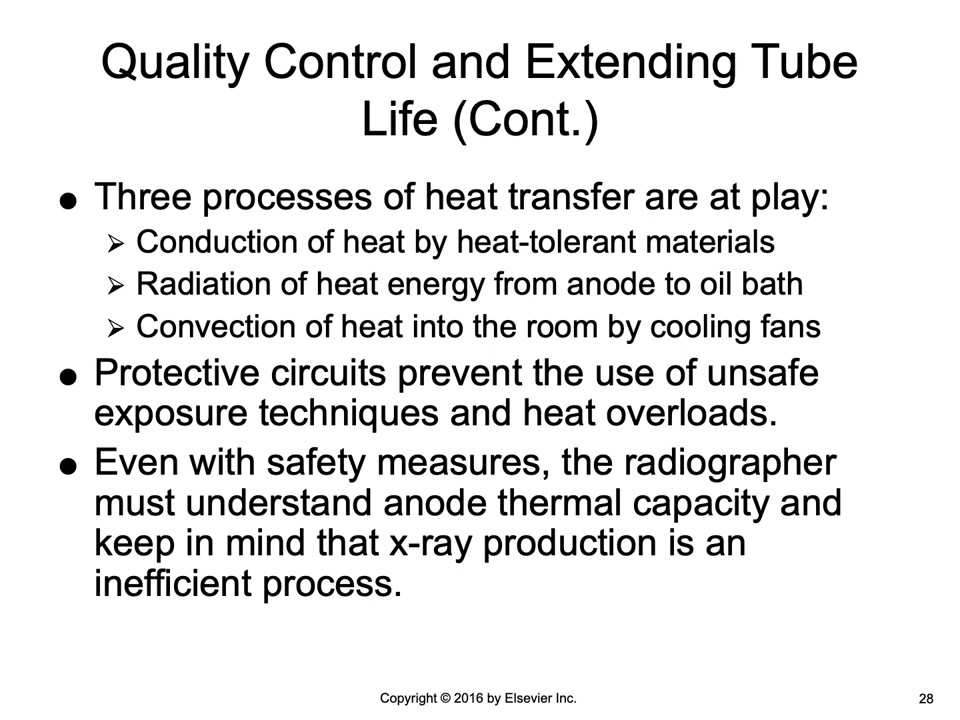 Quality Control and Extending Tube
Life (Cont.)
● Three processes of heat transfer are at play:
➢ Conduction of heat by heat-tolerant materials
➢ Radiation of heat energy from anode to oil bath
➢ Convection of heat into the room by cooling fans
● Protective circuits prevent the use of unsafe
exposure techniques and heat overloads.
● Even with safety measures, the radiographer
must understand anode thermal capacity and
keep in mind that x-ray production is an
inefficient process.
Copyright © 2016 by Elsevier Inc.
28